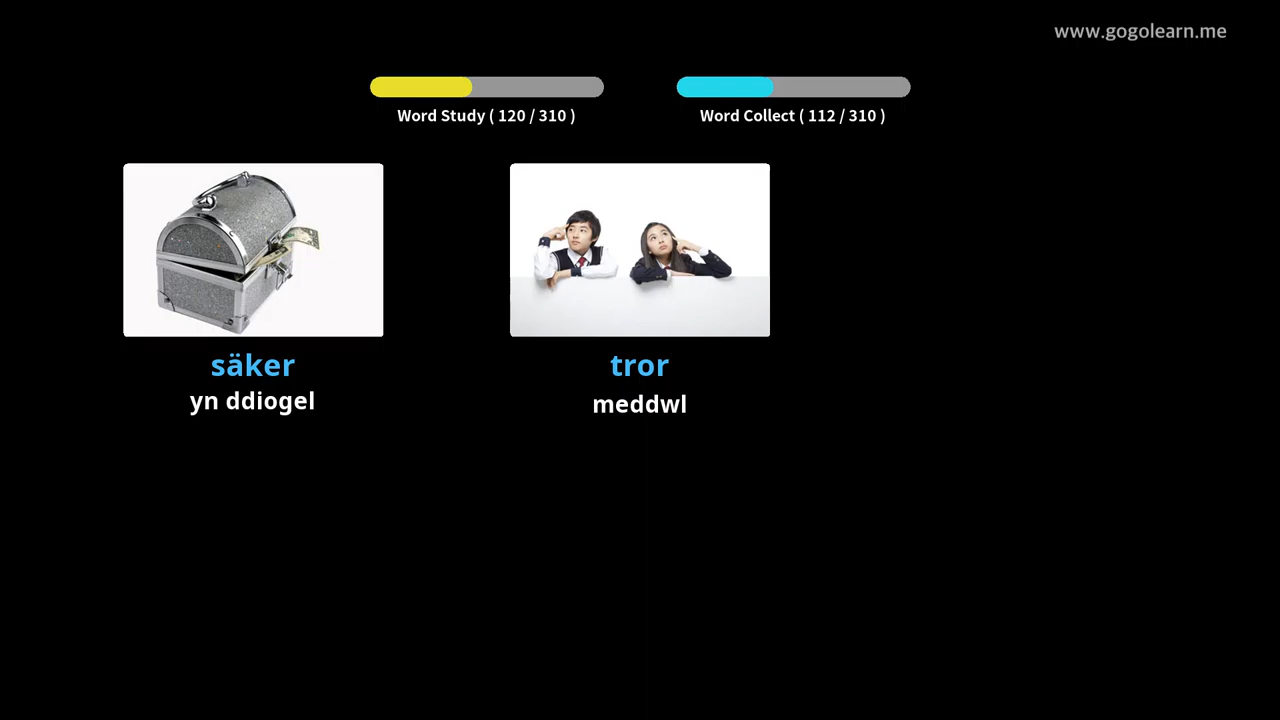 www.gogolearn.me
Word Study ( 120 / 310 )
Word Collect ( 112 / 310 )
säker
yn ddiogel
tror
meddwl